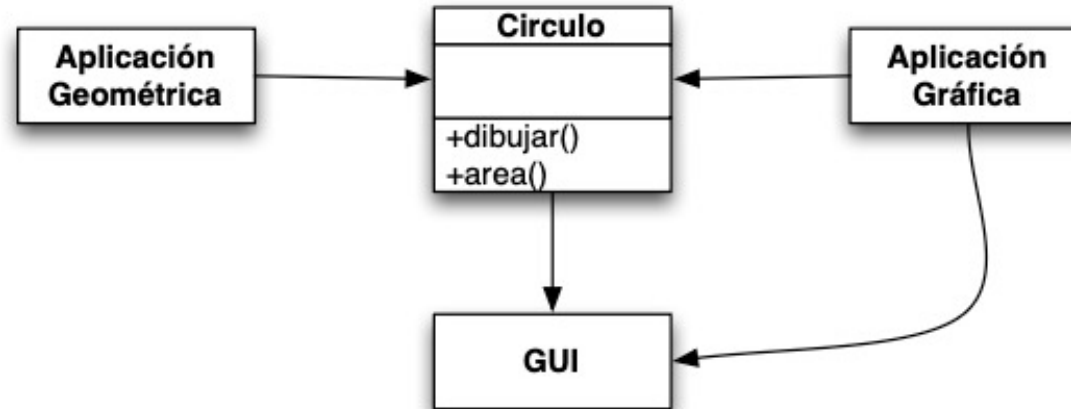 Aplicación
Geométrica
Circulo
+dibujar()
+area()
Aplicación
Gráfica
GUI